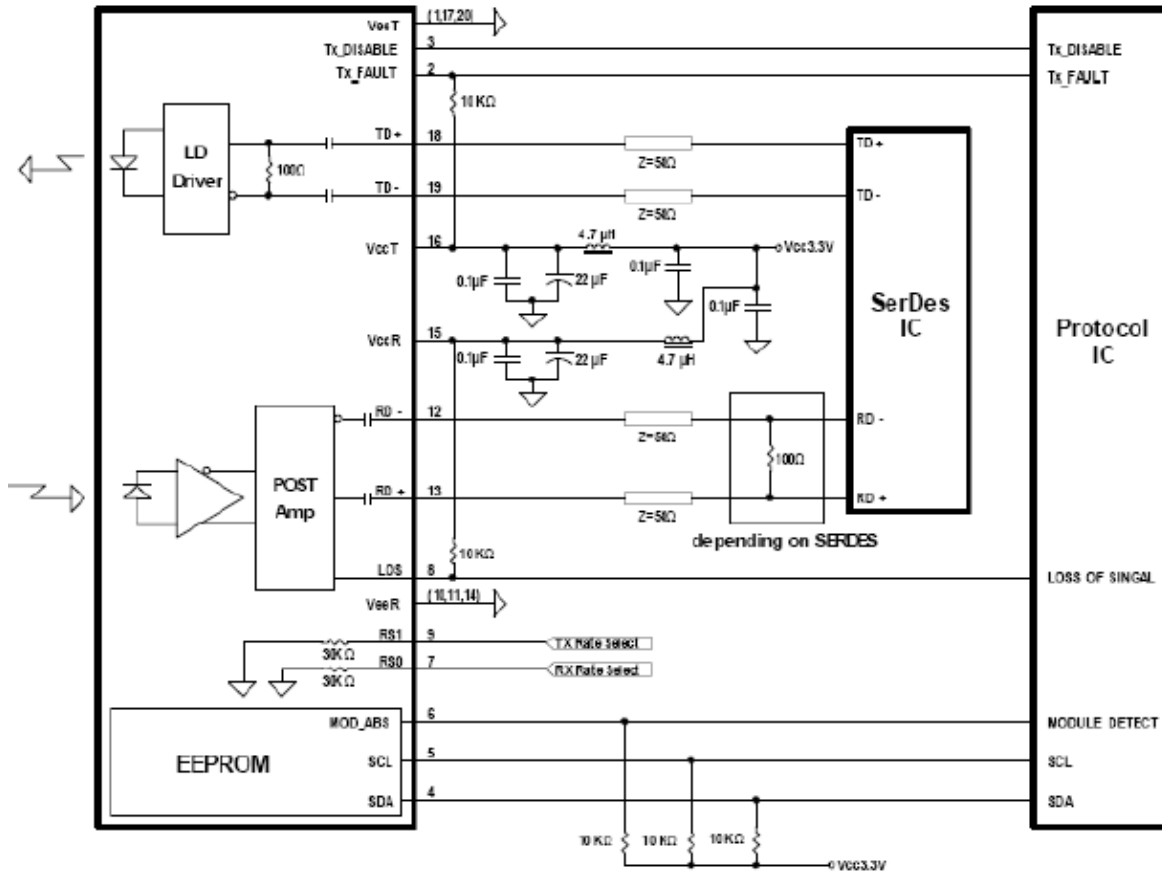 VeeT
(1,17,20)
Tx_DISABLE
3
Tx_DISABLE
Tx_FAULT
2
Tx_FAULT
10 KΩ
LD
Driver
100Ω
TD +
18
Z=50Ω
TD +
TD -
19
Z=50Ω
TD -
VccT
16
4.7 µH
Vcc3.3V
0.1µF
22 µF
0.1µF
0.1µF
SerDes
IC
Protocol
IC
VccR
15
0.1µF
22 µF
4.7 µH
RD -
12
Z=50Ω
RD -
100Ω
POST
Amp
RD +
13
Z=50Ω
RD +
depending on SERDES
10 KΩ
LOS
8
LOSS OF SINGAL
VeeR
(10,11,14)
RS1
9
TX Rate Select
30KΩ
RS0
7
RX Rate Select
30KΩ
MOD_ABS
6
MODULE DETECT
EEPROM
SCL
5
SCL
SDA
4
SDA
10 KΩ
10 KΩ
10 KΩ
Vcc3.3V